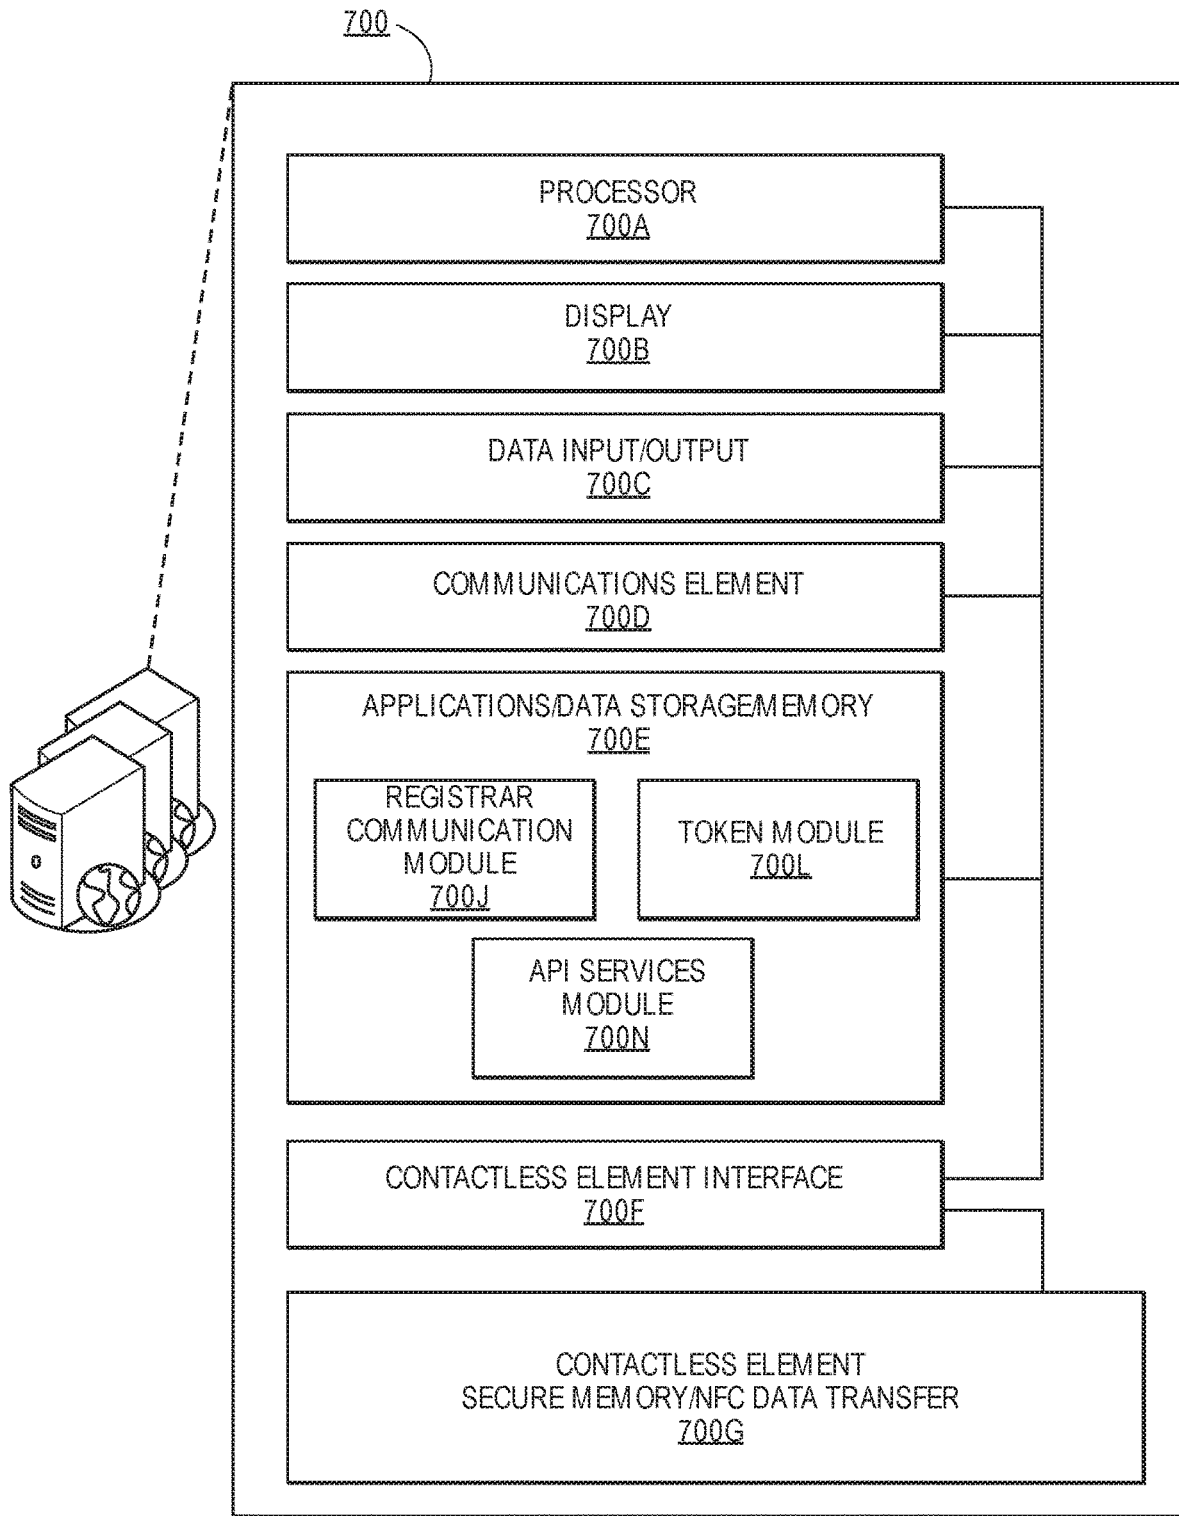 700
PROCESSOR
700A
DISPLAY
700B
DATA INPUT/OUTPUT
700C
COMMUNICATIONS ELEMENT
700D
APPLICATIONS/DATA STORAGE/MEMORY
700E
REGISTRAR
COMMUNICATION
MODULE
700J
TOKEN MODULE
700L
API SERVICES
MODULE
700N
CONTACTLESS ELEMENT INTERFACE
700F
CONTACTLESS ELEMENT
SECURE MEMORY/NFC DATA TRANSFER
700G